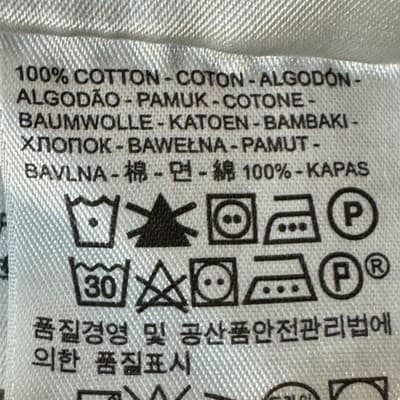 100% COTTON - COTON - ALGODÓN -
ALGODÃO - PAMUK - COTONE -
BAUMWOLLE - KATOEN - BAMBAKI -
ХЛОПОК - BAWEŁNA - PAMUT -
BAVLNA - 棉 - 면 - 綿 100% - KAPAS
P
30 P ®
품질경영 및 공산품안전관리법에
의한 품질표시